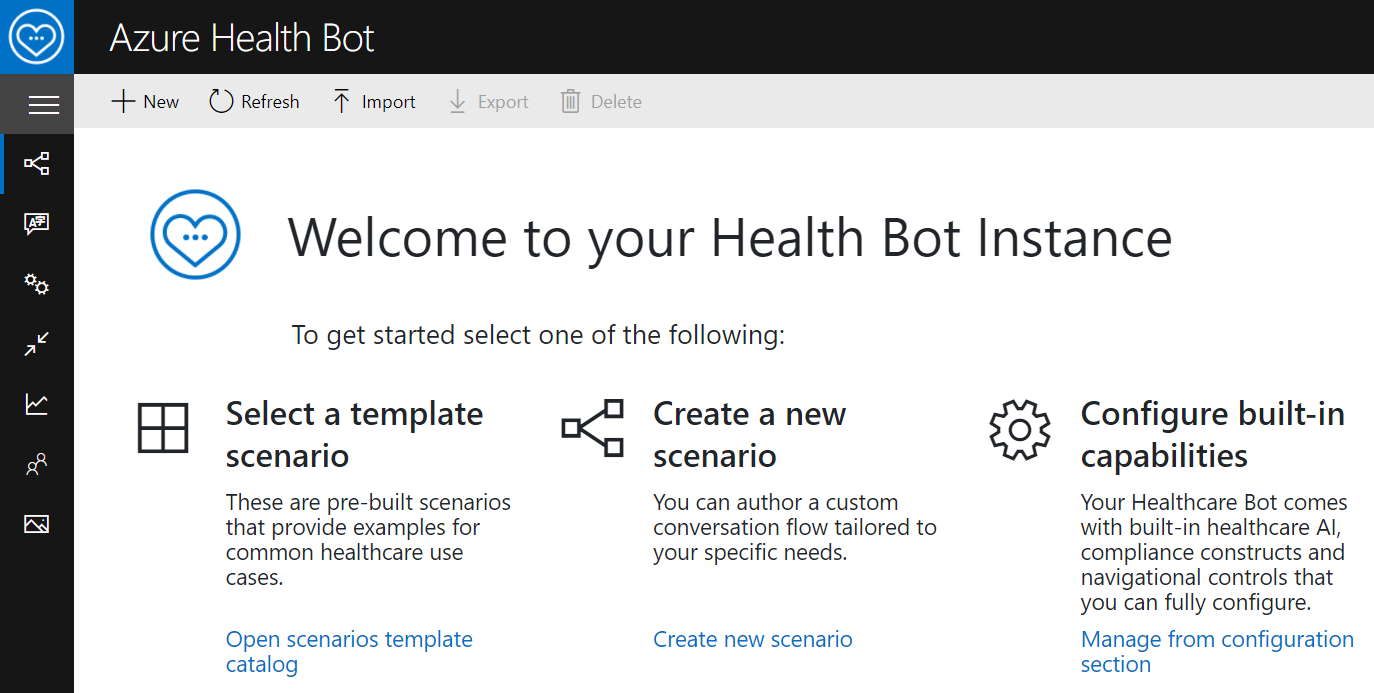 Azure Health Bot
New Refresh Import Export Delete
Welcome to your Health Bot Instance
To get started select one of the following:
Select a template
scenario
These are pre-built scenarios
that provide examples for
common healthcare use
cases.
Open scenarios template
catalog
Create a new
scenario
You can author a custom
conversation flow tailored to
your specific needs.
Create new scenario
Configure built-in
capabilities
Your Healthcare Bot comes
with built-in healthcare AI,
compliance constructs and
navigational controls that
you can fully configure.
Manage from configuration
section